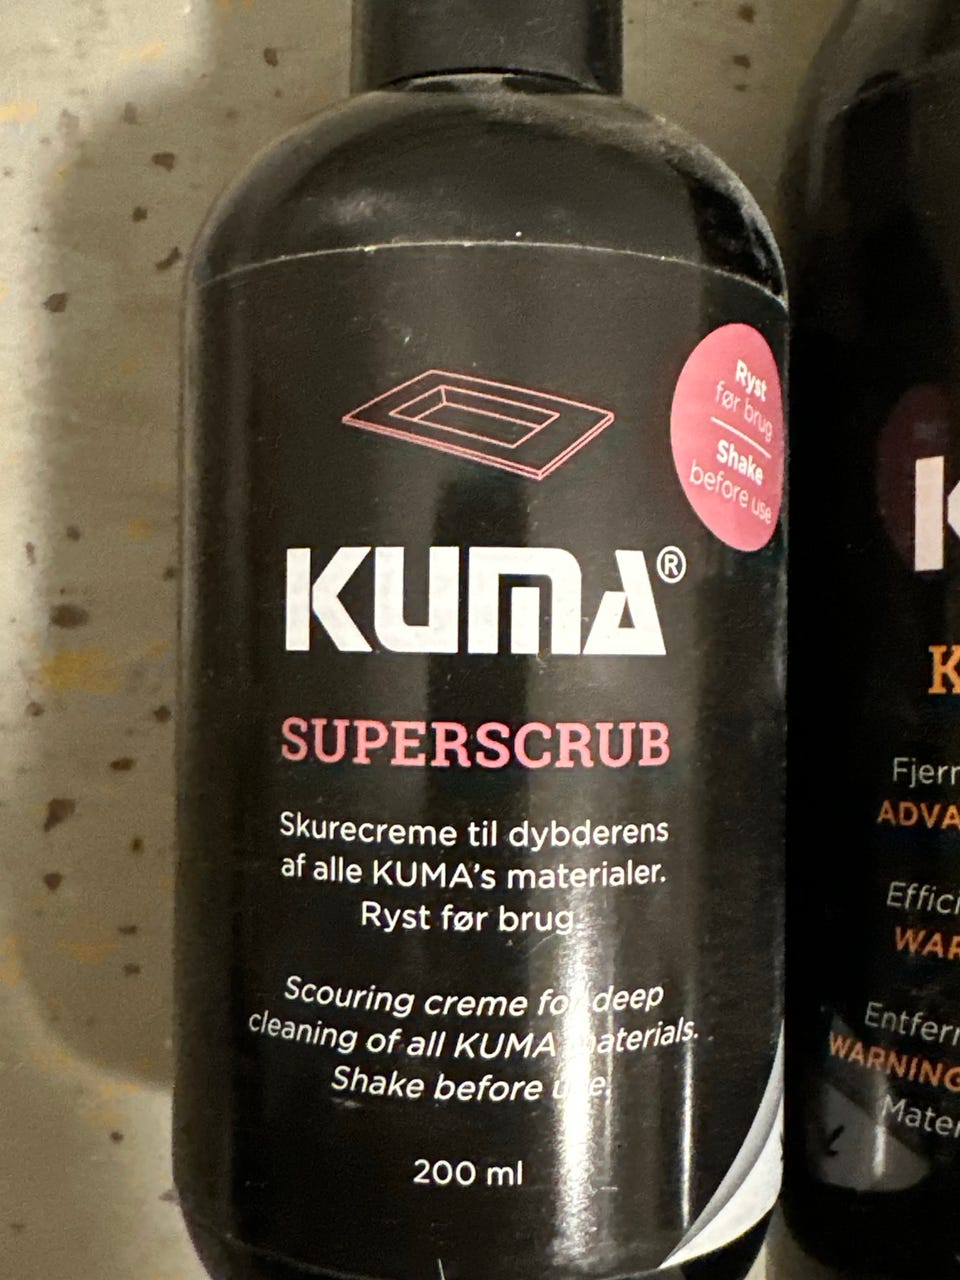 Ryst
før brug
Shake
before use
KUMA®
SUPERSCRUB
Skurecreme til dybderens
af alle KUMA's materialer.
Ryst før brug.
Scouring creme for deep
cleaning of all KUMA materials.
Shake before use.
200 ml
K
K
Fjern
ADVA
Effici
WAR
Entfern
WARNING
Mater